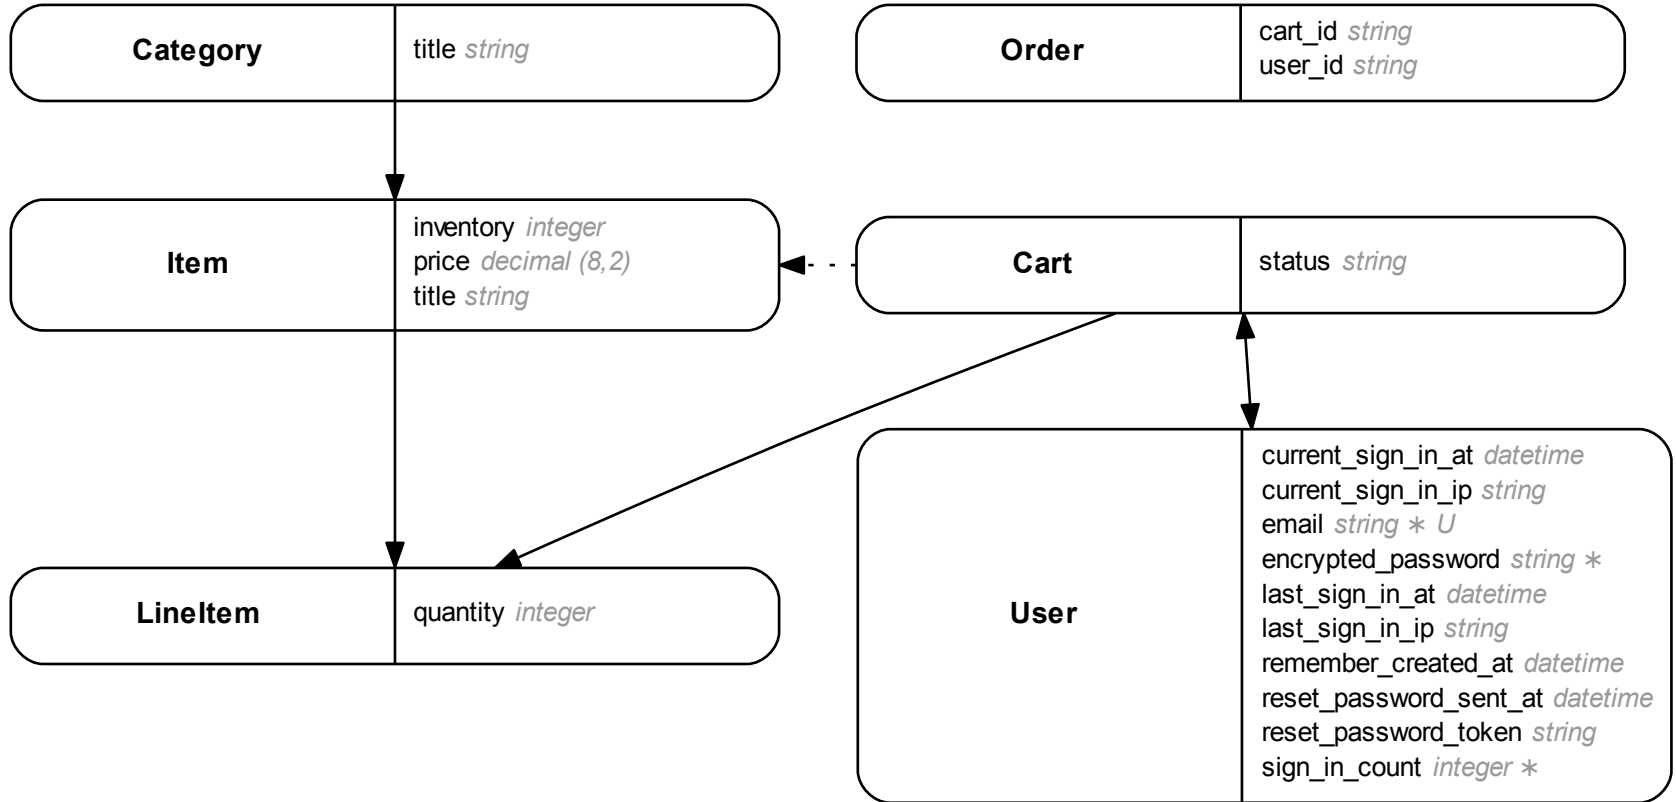 Category
title string
Order
cart_id string
user_id string
Item
inventory integer
price decimal (8,2)
title string
Cart
status string
LineItem
quantity integer
User
current_sign_in_at datetime
current_sign_in_ip string
email string ∗ U
encrypted_password string ∗
last_sign_in_at datetime
last_sign_in_ip string
remember_created_at datetime
reset_password_sent_at datetime
reset_password_token string
sign_in_count integer ∗